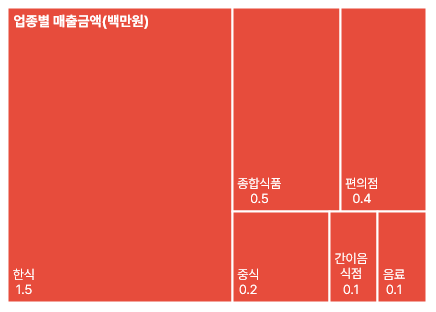 업종별 매출금액(백만원)
종합식품
0.5
편의점
0.4
한식
1.5
중식
0.2
간이음
식점
0.1
음료
0.1